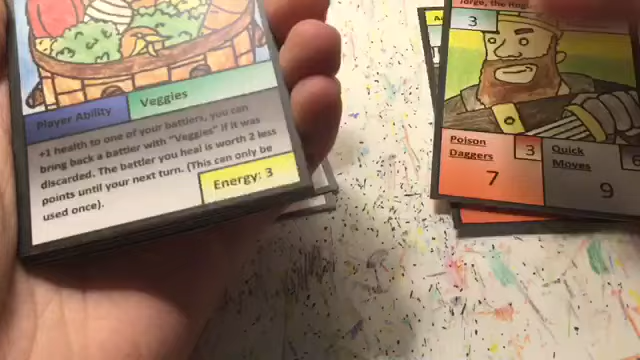 Player Ability
Veggies
+1 health to one of your battlers, you can
bring back a battler with "Veggies" if it was
discarded. The battler you heal is worth 2 less
points until your next turn. (This can only be
used once).
Energy: 3
3
Poison
Daggers
3
7
Quick
Moves
9